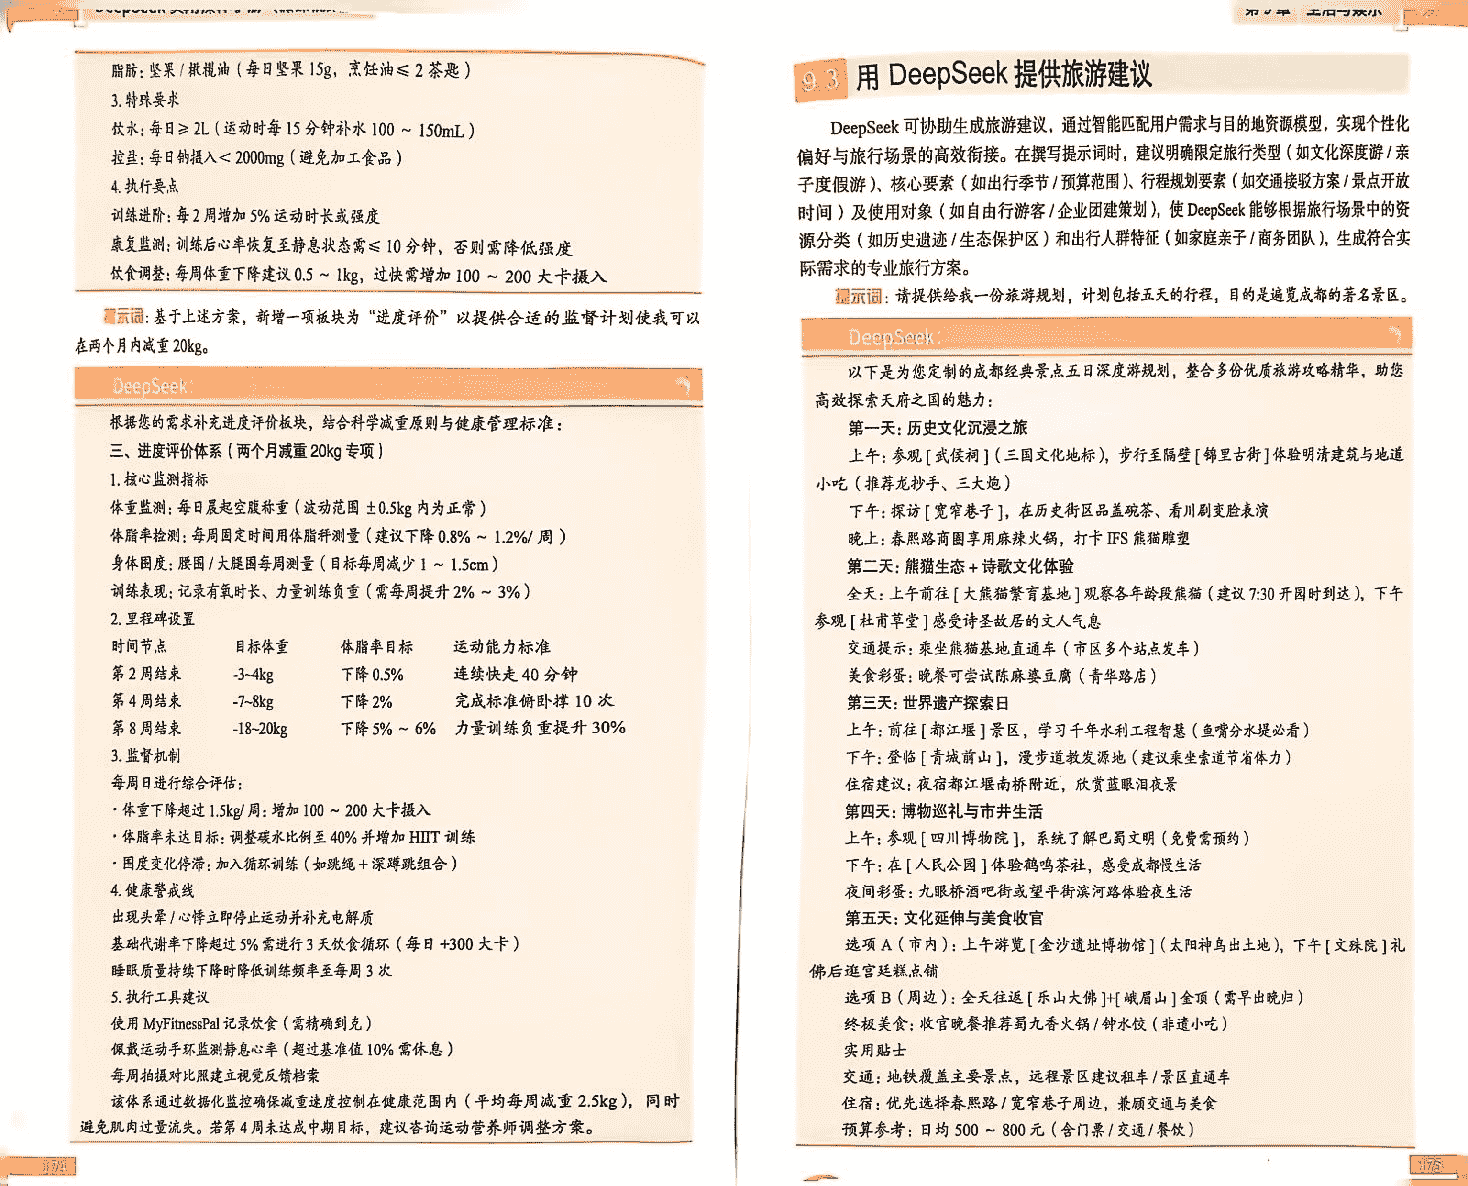 脂肪：坚果/橄榄油（每日坚果15g，烹饪油≤2茶匙）
3.特殊要求
饮水：每日≥2L（运动时每15分钟补水100～150mL）
控盐：每日钠摄入＜2000mg（避免加工食品）
4.执行要点
训练进阶：每2周增加5%运动时长或强度
康复监测：训练后心率恢复至静息状态需≤10分钟，否则需降低强度
饮食调整：每周体重下降建议0.5～1kg，过快需增加100～200大卡摄入
提示词：基于上述方案，新增一项板块为“进度评价”以提供合适的监督计划使我可以
在两个月内减重20kg。
DeepSeek：
根据您的需求补充进度评价板块，结合科学减重原则与健康管理标准：
三、进度评价体系（两个月减重20kg专项）
1.核心监测指标
体重监测：每日晨起空腹称重（波动范围±0.5kg内为正常）
体脂率检测：每周固定时间用体脂秤测量（建议下降0.8%～1.2%/周）
身体围度：腰围/大腿围每周测量（目标每周减少1～1.5cm）
训练表现：记录有氧时长、力量训练负重（需每周提升2%～3%）
2.里程碑设置
时间节点 目标体重 体脂率目标 运动能力标准
第2周结束 -3~4kg 下降0.5% 连续快走40分钟
第4周结束 -7~8kg 下降2% 完成标准俯卧撑10次
第8周结束 -18~20kg 下降5%～6% 力量训练负重提升30%
3.监督机制
每周日进行综合评估：
·体重下降超过1.5kg/周：增加100～200大卡摄入
·体脂率未达目标：调整碳水比例至40%并增加HIIT训练
·围度变化停滞：加入循环训练（如跳绳+深蹲跳组合）
4.健康警戒线
出现头晕/心悸立即停止运动并补充电解质
基础代谢率下降超过5%需进行3天饮食循环（每日+300大卡）
睡眠质量持续下降时降低训练频率至每周3次
5.执行工具建议
使用MyFitnessPal记录饮食（需精确到克）
佩戴运动手环监测静息心率（超过基准值10%需休息）
每周拍摄对比照建立视觉反馈档案
该体系通过数据化监控确保减重速度控制在健康范围内（平均每周减重2.5kg），同时
避免肌肉过量流失。若第4周未达成中期目标，建议咨询运动营养师调整方案。
9.3 用DeepSeek提供旅游建议
DeepSeek可协助生成旅游建议，通过智能匹配用户需求与目的地资源模型，实现个性化
偏好与旅行场景的高效衔接。在撰写提示词时，建议明确限定旅行类型（如文化深度游/亲
子度假游）、核心要素（如出行季节/预算范围）、行程规划要素（如交通接驳方案/景点开放
时间）及使用对象（如自由行游客/企业团建策划），使DeepSeek能够根据旅行场景中的资
源分类（如历史遗迹/生态保护区）和出行人群特征（如家庭亲子/商务团队），生成符合实
际需求的专业旅行方案。
提示词：请提供给我一份旅游规划，计划包括五天的行程，目的是遍览成都的著名景区。
DeepSeek：
以下是为您定制的成都经典景点五日深度游规划，整合多份优质旅游攻略精华，助您
高效探索天府之国的魅力：
第一天：历史文化沉浸之旅
上午：参观[武侯祠]（三国文化地标），步行至隔壁[锦里古街]体验明清建筑与地道
小吃（推荐龙抄手、三大炮）
下午：探访[宽窄巷子]，在历史街区品盖碗茶、看川剧变脸表演
晚上：春熙路商圈享用麻辣火锅，打卡IFS熊猫雕塑
第二天：熊猫生态+诗歌文化体验
全天：上午前往[大熊猫繁育基地]观察各年龄段熊猫（建议7:30开园时到达），下午
参观[杜甫草堂]感受诗圣故居的文人气息
交通提示：乘坐熊猫基地直通车（市区多个站点发车）
美食彩蛋：晚餐可尝试陈麻婆豆腐（青华路店）
第三天：世界遗产探索日
上午：前往[都江堰]景区，学习千年水利工程智慧（鱼嘴分水堤必看）
下午：登临[青城前山]，漫步道教发源地（建议乘坐索道节省体力）
住宿建议：夜宿都江堰南桥附近，欣赏蓝眼泪夜景
第四天：博物巡礼与市井生活
上午：参观[四川博物院]，系统了解巴蜀文明（免费需预约）
下午：在[人民公园]体验鹤鸣茶社，感受成都慢生活
夜间彩蛋：九眼桥酒吧街或望平街滨河路体验夜生活
第五天：文化延伸与美食收官
选项A（市内）：上午游览[金沙遗址博物馆]（太阳神鸟出土地），下午[文殊院]礼
佛后逛宫廷糕点铺
选项B（周边）：全天往返[乐山大佛]+[峨眉山]金顶（需早出晚归）
终极美食：收官晚餐推荐蜀九香火锅/钟水饺（非遗小吃）
实用贴士
交通：地铁覆盖主要景点，远程景区建议租车/景区直通车
住宿：优先选择春熙路/宽窄巷子周边，兼顾交通与美食
预算参考：日均500～800元（含门票/交通/餐饮）